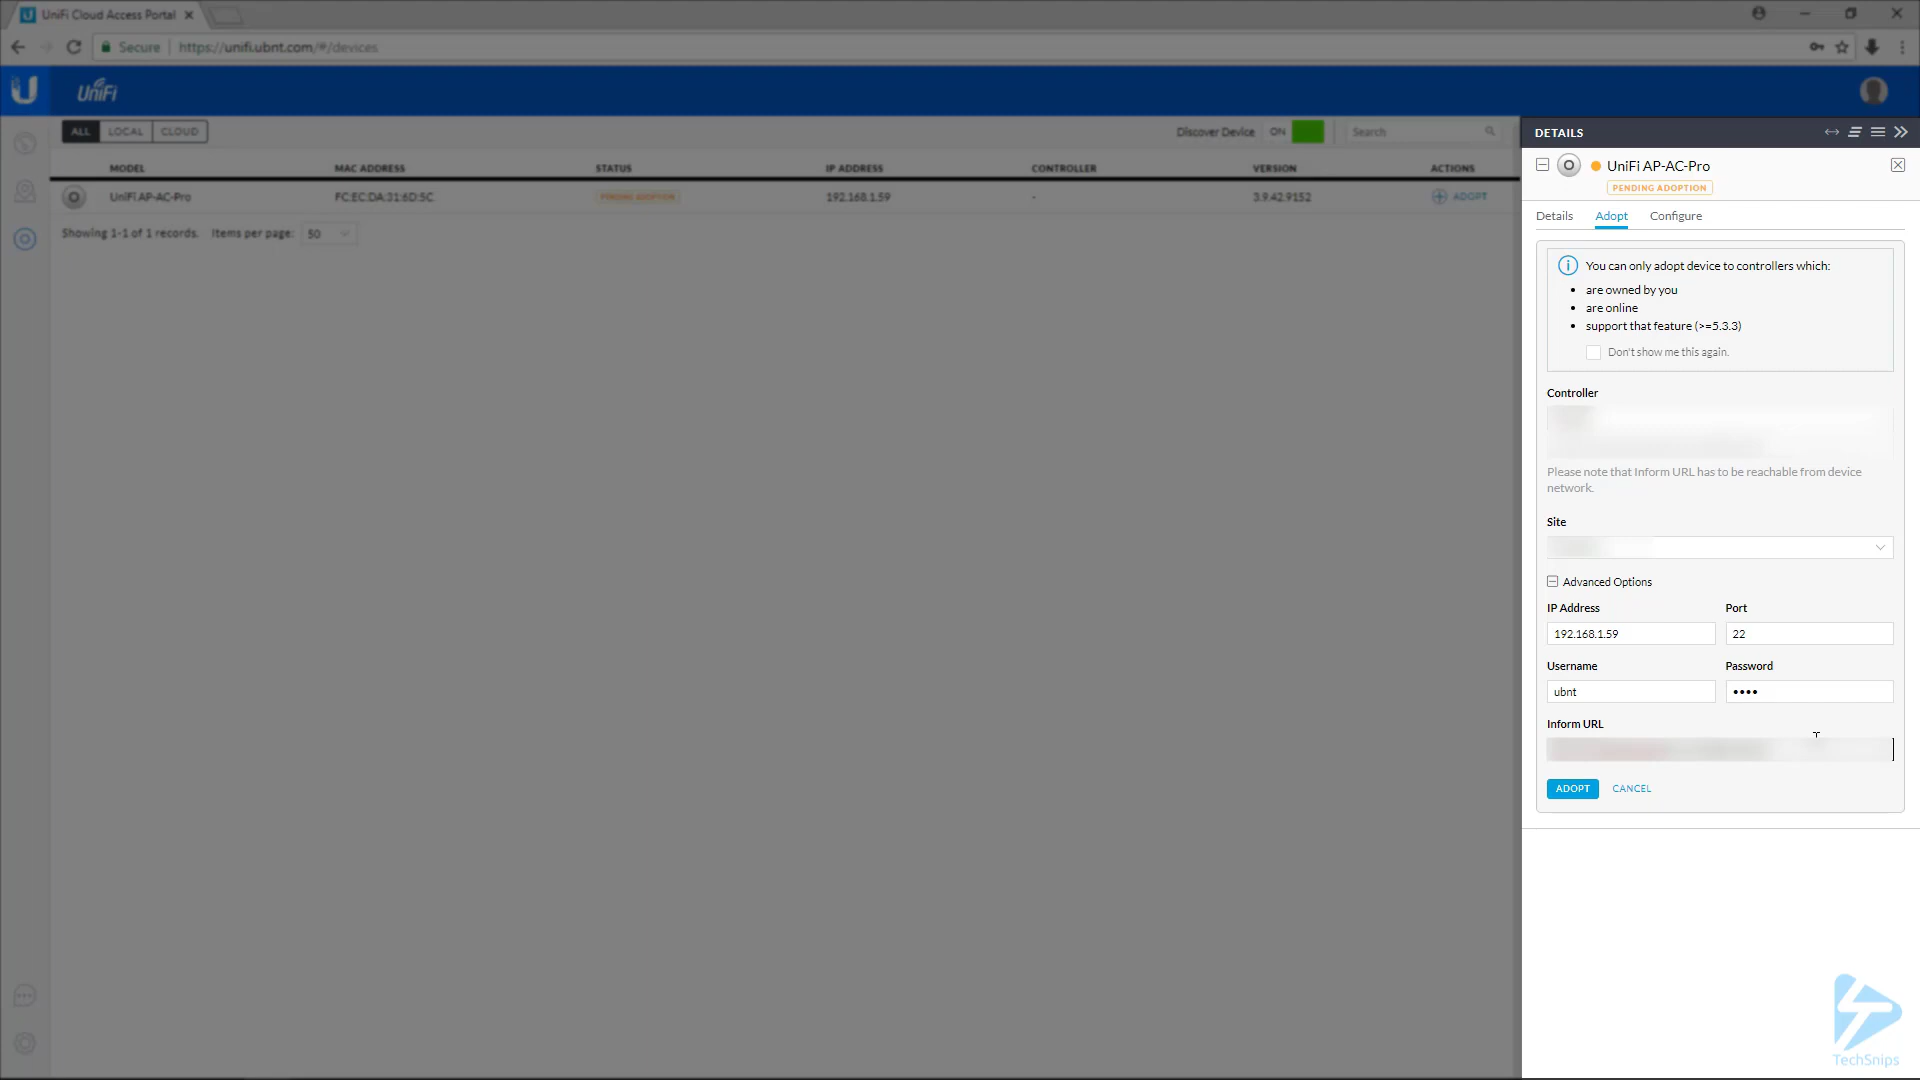 UniFi Cloud Access Portal
Secure https://unifi.ubnt.com/#/devices
UniFi
ALL LOCAL CLOUD
Discover Device ON Search
MODEL MAC ADDRESS STATUS IP ADDRESS CONTROLLER VERSION ACTIONS
UniFi AP-AC-Pro FC:EC:DA:31:6D:5C PENDING ADOPTION 192.168.1.59 - 3.9.42.9152 ADOPT
Showing 1-1 of 1 records. Items per page: 50
DETAILS
UniFi AP-AC-Pro
PENDING ADOPTION
Details Adopt Configure
You can only adopt device to controllers which:
• are owned by you
• are online
• support that feature (>=5.3.3)
Don't show me this again.
Controller
Please note that Inform URL has to be reachable from device
network.
Site
Advanced Options
IP Address Port
192.168.1.59 22
Username Password
ubnt ••••
Inform URL
ADOPT CANCEL
TechSnips